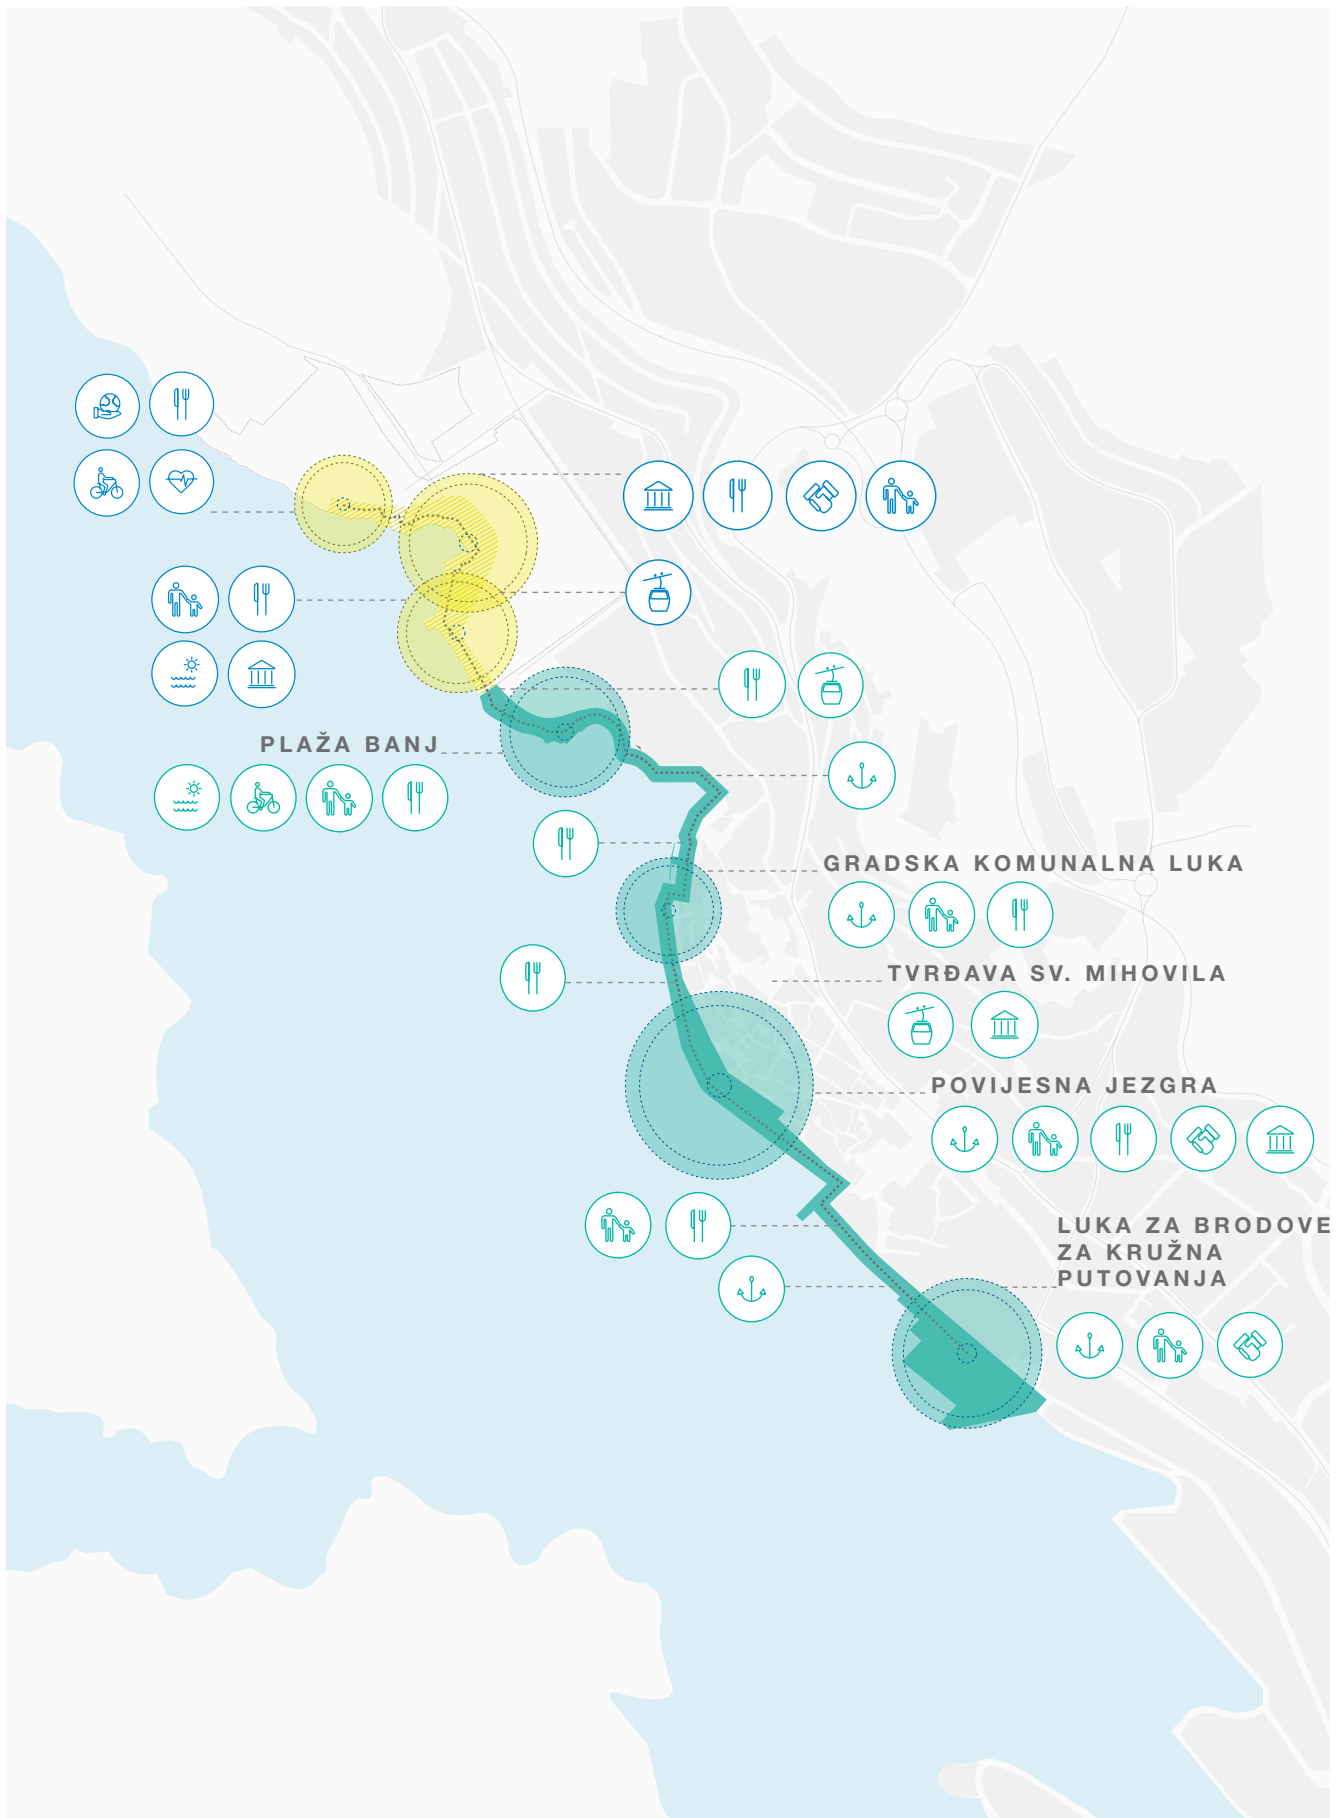 PLAŽA BANJ
GRADSKA KOMUNALNA LUKA
TVRĐAVA SV. MIHOVILA
POVIJESNA JEZGRA
LUKA ZA BRODOVE
ZA KRUŽNA
PUTOVANJA